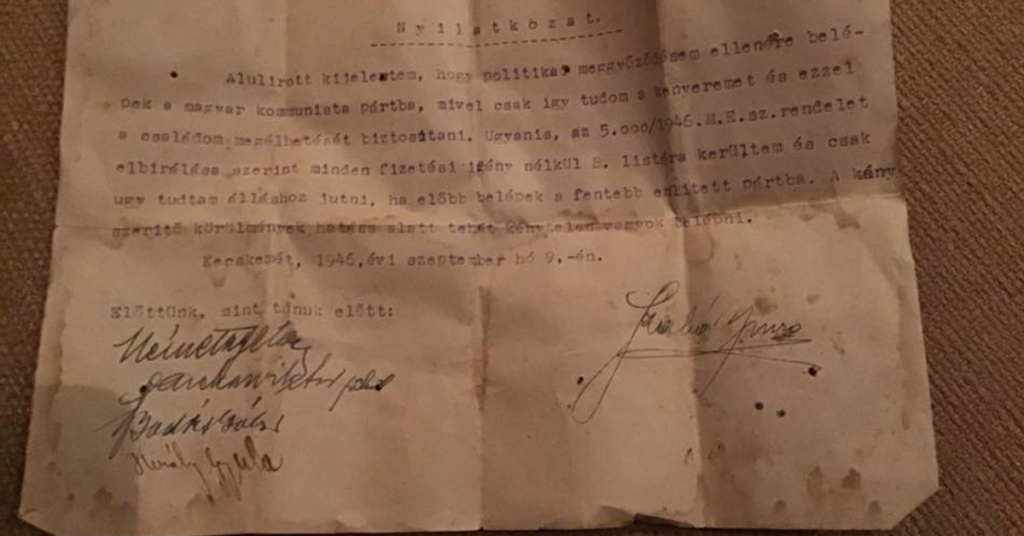 Nyilatkozat.
Alulirott kijelentem, hogy politikai meggyőződésem ellenére belé-
pek a magyar kommunista pártba, mivel csak igy tudom a kenyeremet és ezzel
a családom megélhetését biztositani. Ugyanis, az 5.000/1946.M.E.sz.rendelet
elbirálása szerint minden fizetési igény nélkül B. listára kerültem és csak
ugy tudtam álláshoz jutni, ha előbb belépek a fentebb emlitett pártba. A kény
szeritő körülmények hatása alatt tehát kénytelen vagyok belépni.
Kecskemét, 1946,évi szeptember hó 9,-én.
Előttünk, mint tanuk előtt:
Király Gyula